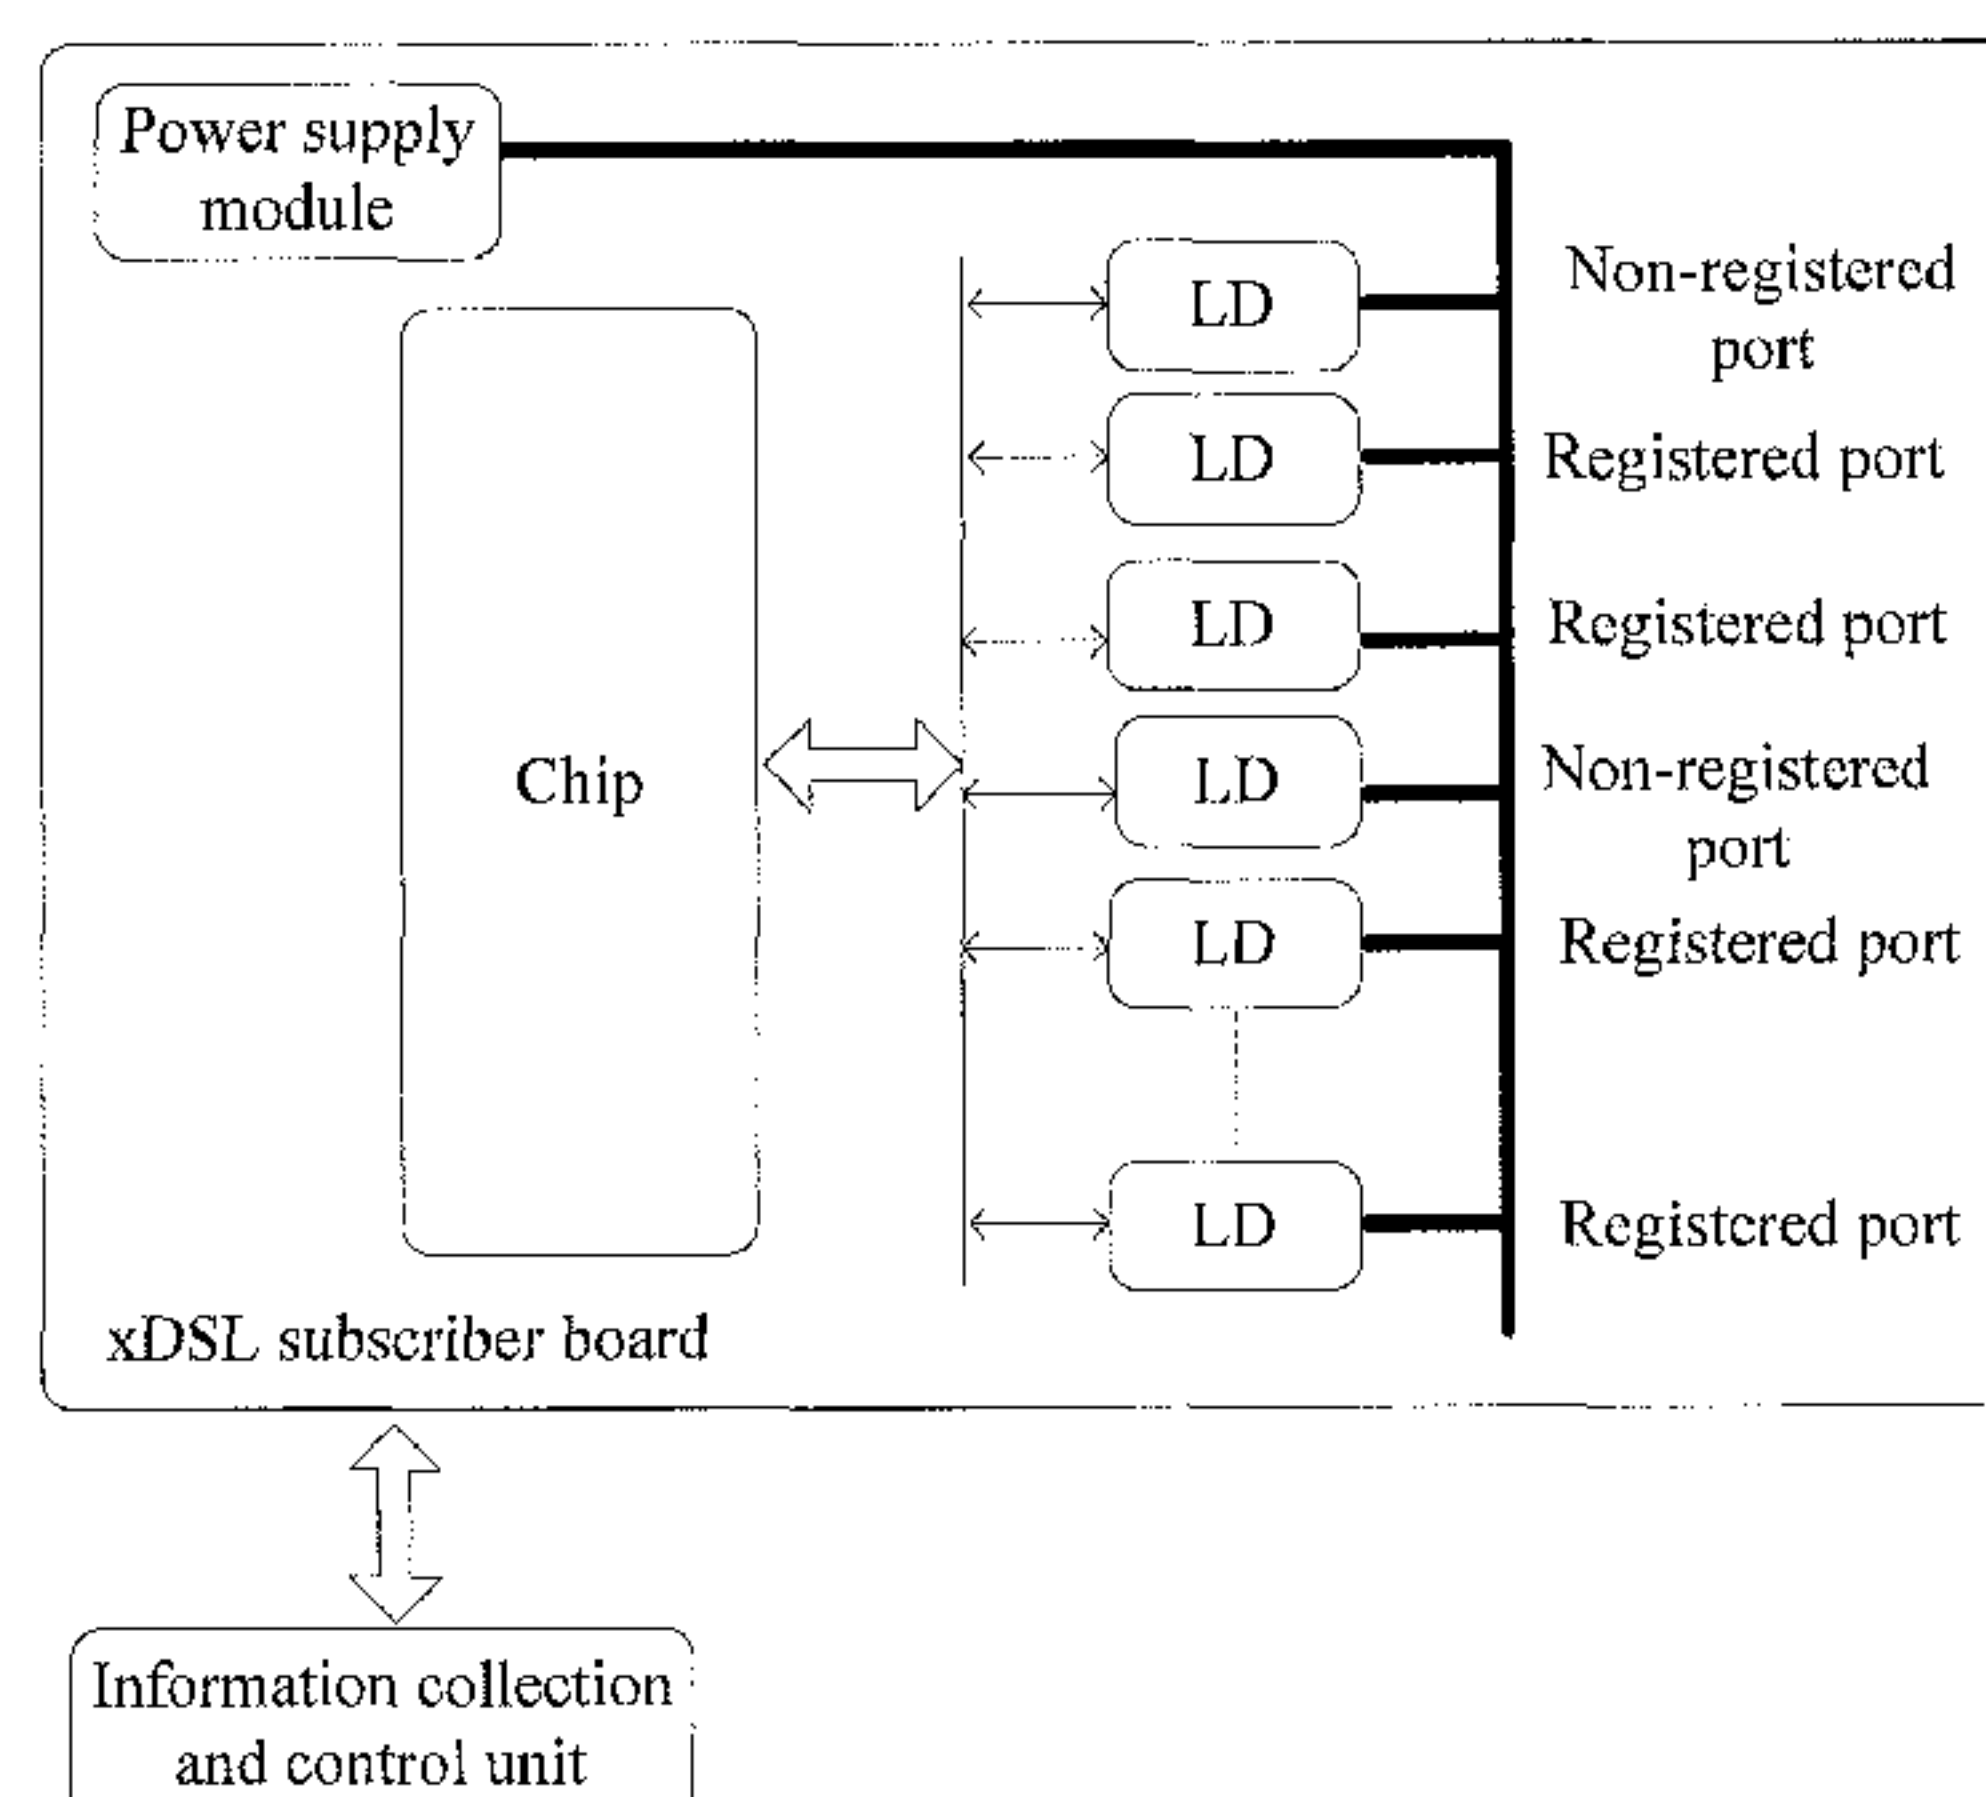 Power supply
module
LD
Non-registered
port
LD
Registered port
LD
Registered port
Chip
LD
Non-registered
port
LD
Registered port
LD
Registered port
xDSL subscriber board
Information collection
and control unit